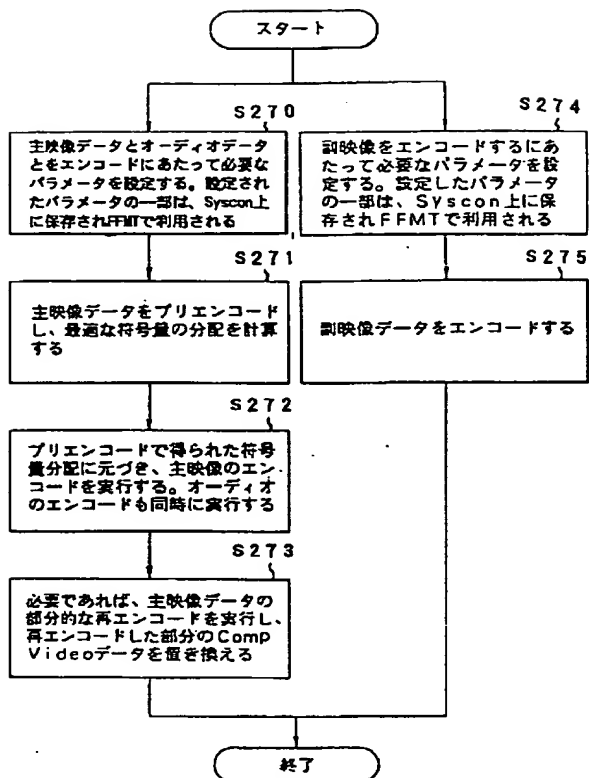 スタート
S270
主映像データとオーディオデータ
とをエンコードにあたって必要な
パラメータを設定する。設定され
たパラメータの一部は、Syscon上
に保存されFFMTで利用される
S274
副映像をエンコードするにあ
たって必要なパラメータを設
定する。設定したパラメータ
の一部は、Syscon上に保
存されFFMTで利用される
S271
主映像データをプリエンコード
し、最適な符号量の分配を計算
する
S275
副映像データをエンコードする
S272
プリエンコードで得られた符号
量分配に元づき、主映像のエン
コードを実行する。オーディオ
のエンコードも同時に実行する
S273
必要であれば、主映像データの
部分的な再エンコードを実行し、
再エンコードした部分のComp
Videoデータを置き換える
終了